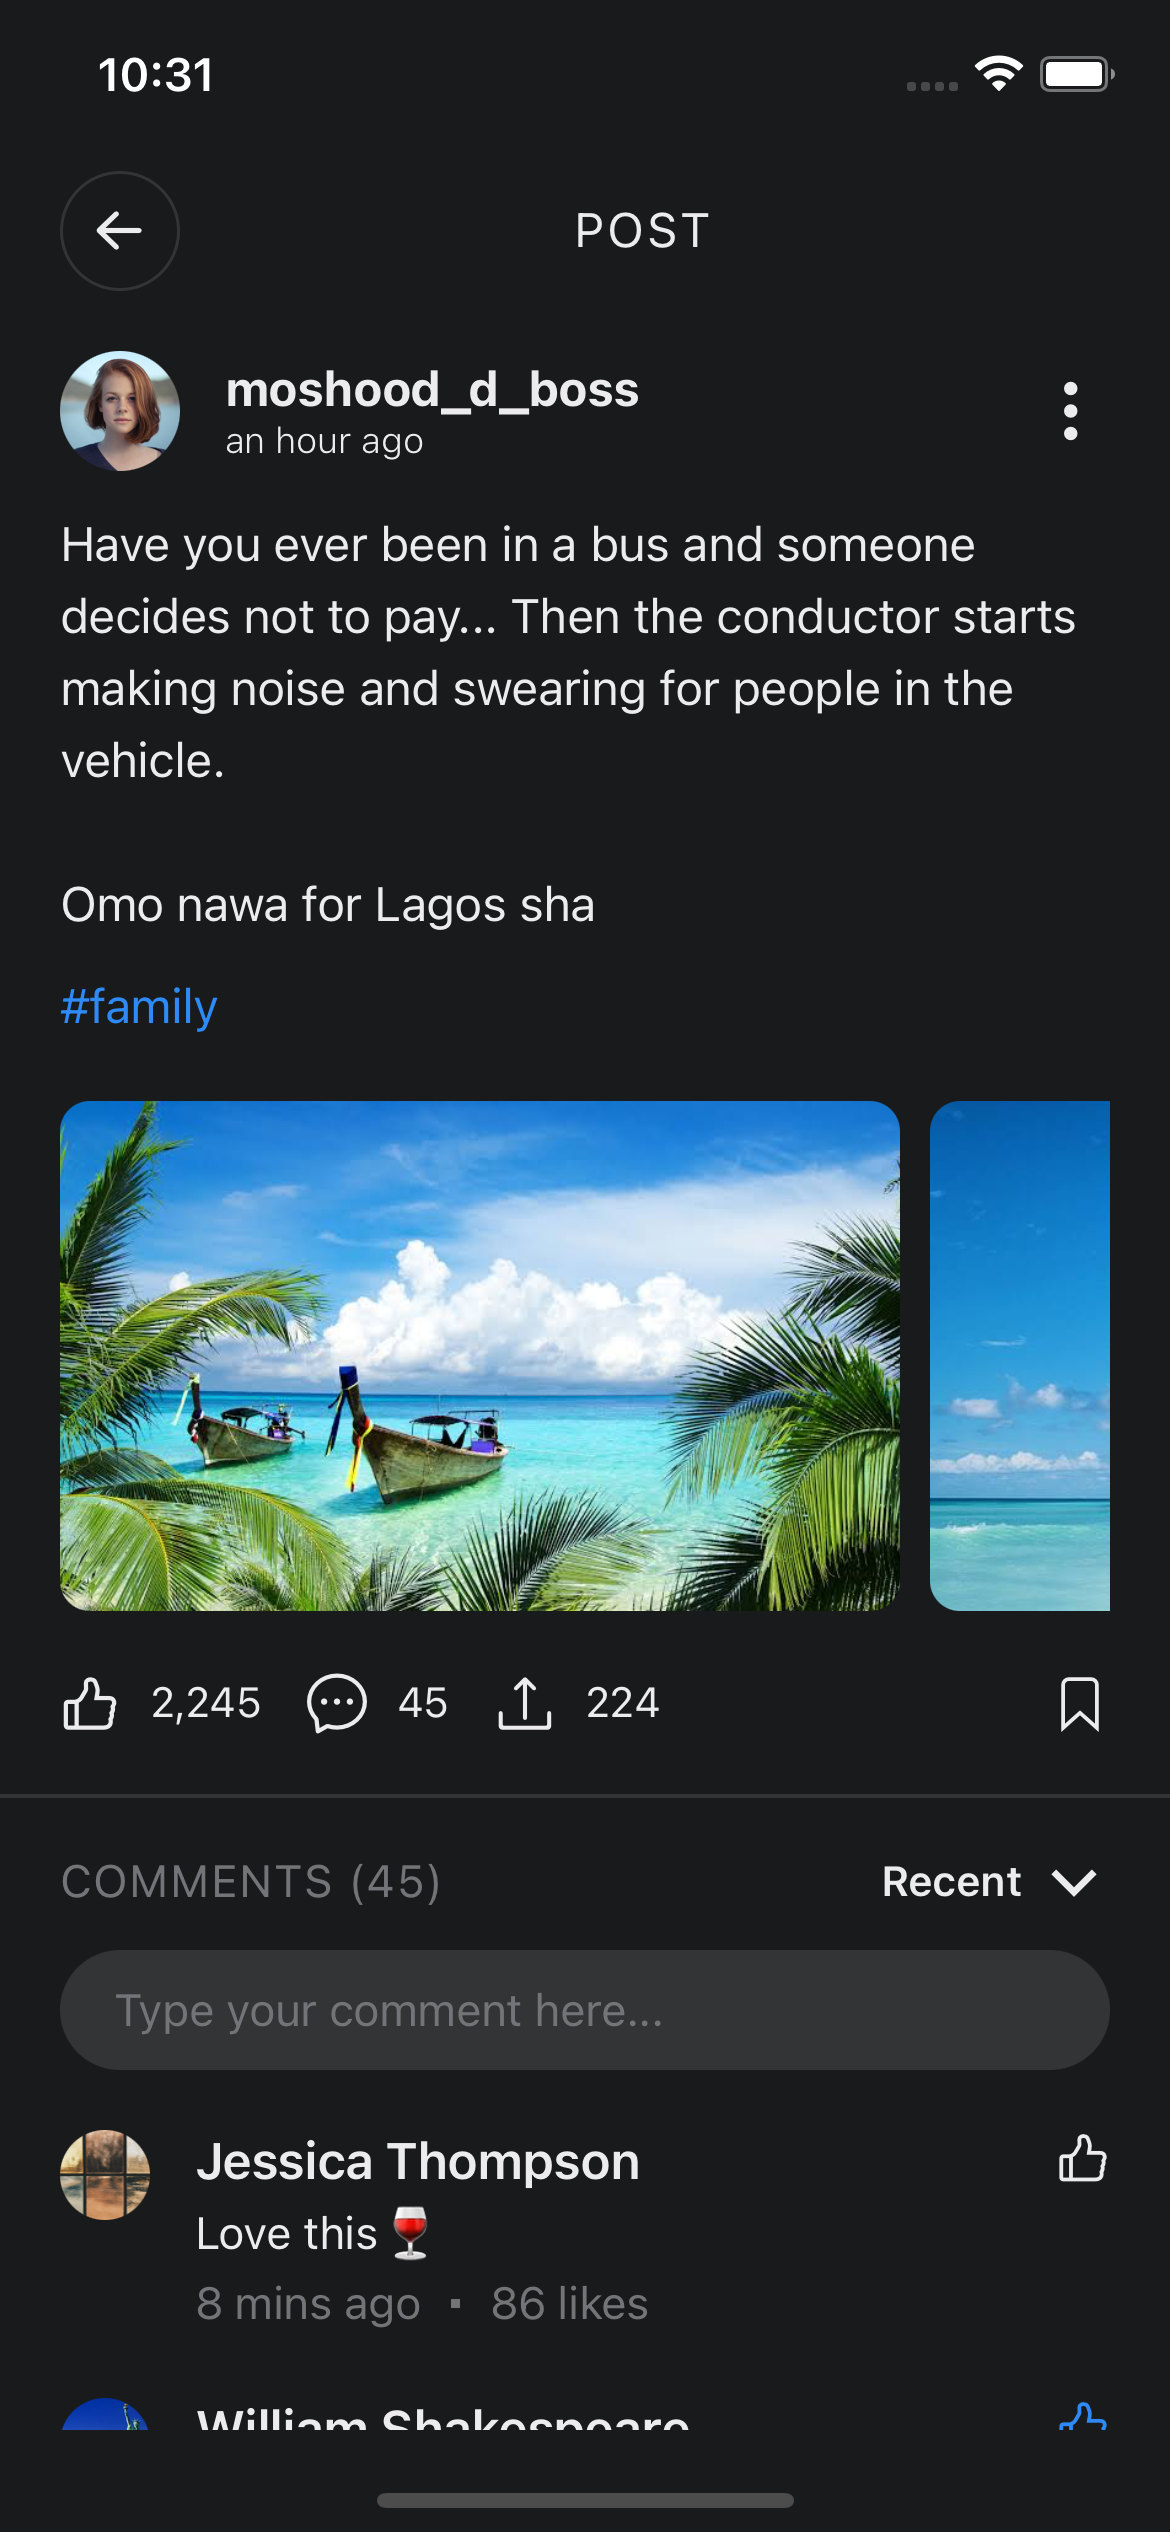 10:31
POST
moshood_d_boss
an hour ago
Have you ever been in a bus and someone
decides not to pay... Then the conductor starts
making noise and swearing for people in the
vehicle.
Omo nawa for Lagos sha
#family
2,245 45 224
COMMENTS (45) Recent
Type your comment here...
Jessica Thompson
Love this 🍷
8 mins ago ▪ 86 likes
William Shakespeare